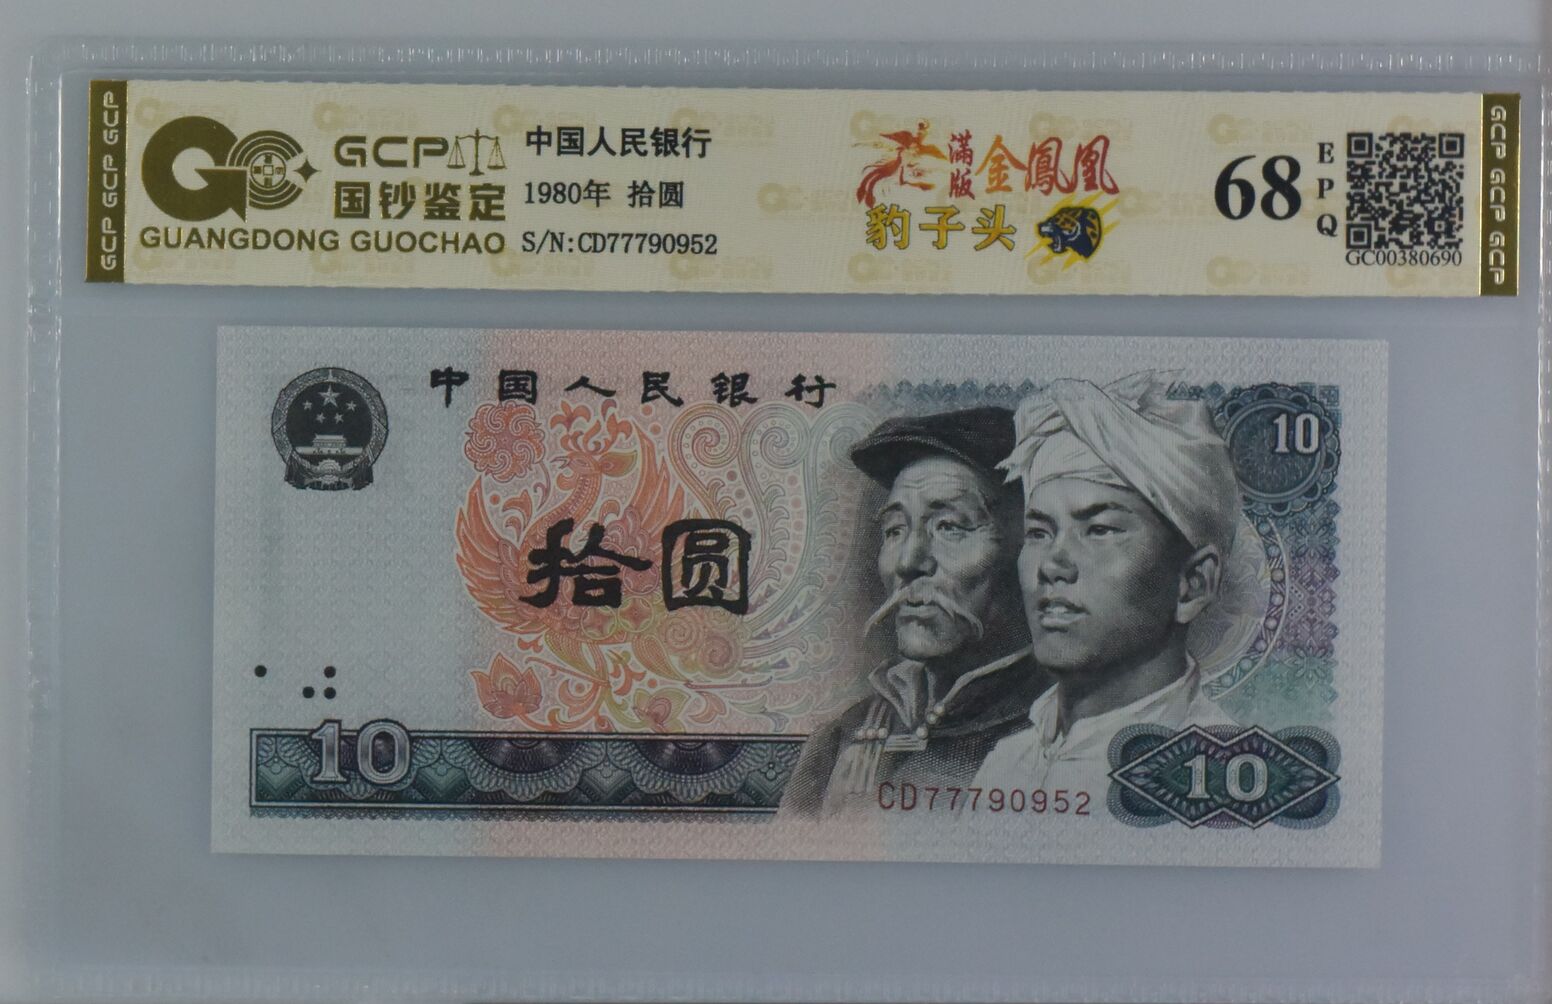 GCP GCP GCP
GCP
国钞鉴定
GUANGDONG GUOCHAO
中国人民银行
1980年 拾圆
S/N:CD77790952
满版 金鳳凰
豹子头
68
EPQ
GC00380690
GCP GCP GCP
中国人民银行
10
拾圆
10
CD77790952
10